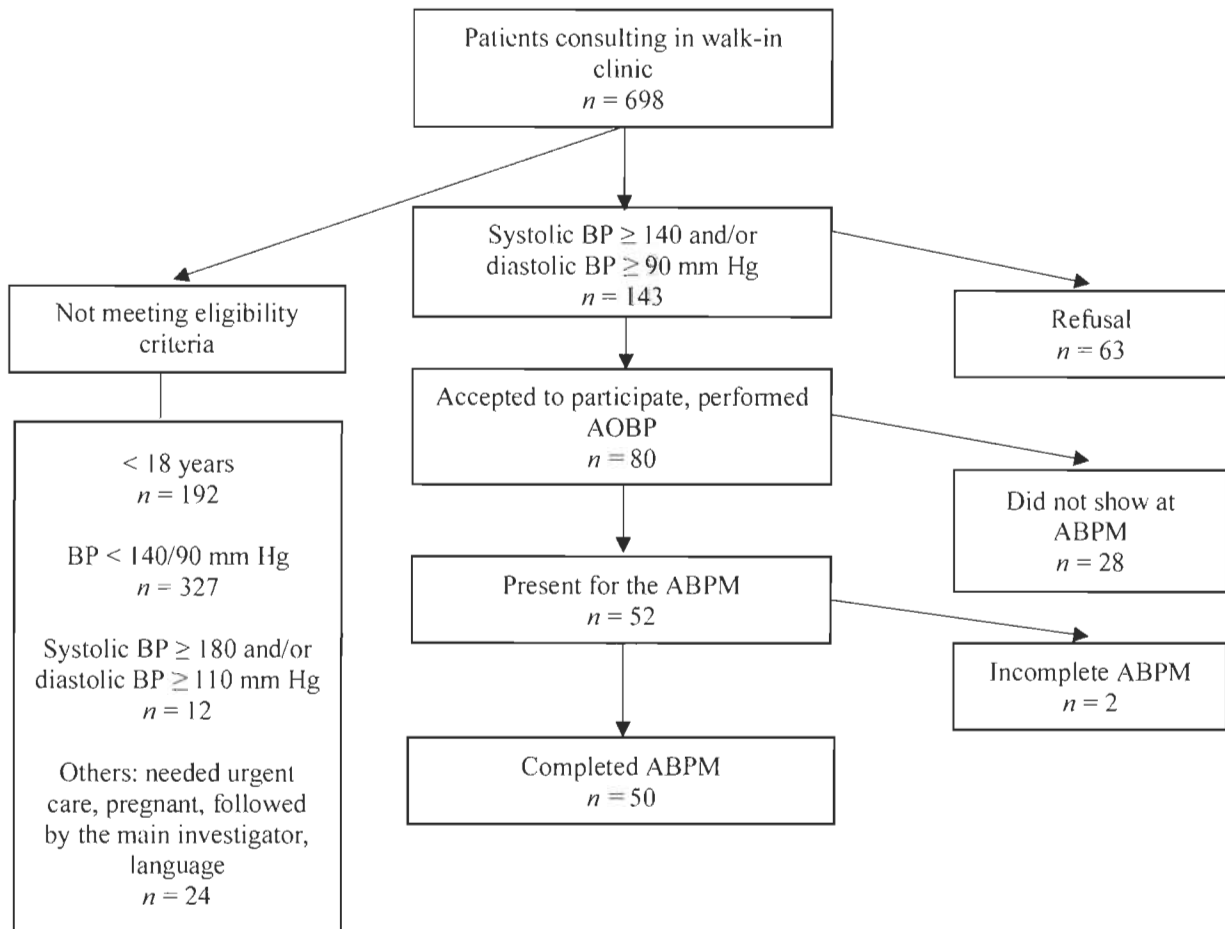 Patients consulting in walk-in
clinic
n = 698
Systolic BP ≥ 140 and/or
diastolic BP ≥ 90 mm Hg
n = 143
Not meeting eligibility
criteria
Refusal
n = 63
Accepted to participate, performed
AOBP
n = 80
< 18 years
n = 192
BP < 140/90 mm Hg
n = 327
Systolic BP ≥ 180 and/or
diastolic BP ≥ 110 mm Hg
n = 12
Others: needed urgent
care, pregnant, followed
by the main investigator,
language
n = 24
Did not show at
ABPM
n = 28
Present for the ABPM
n = 52
Incomplete ABPM
n = 2
Completed ABPM
n = 50